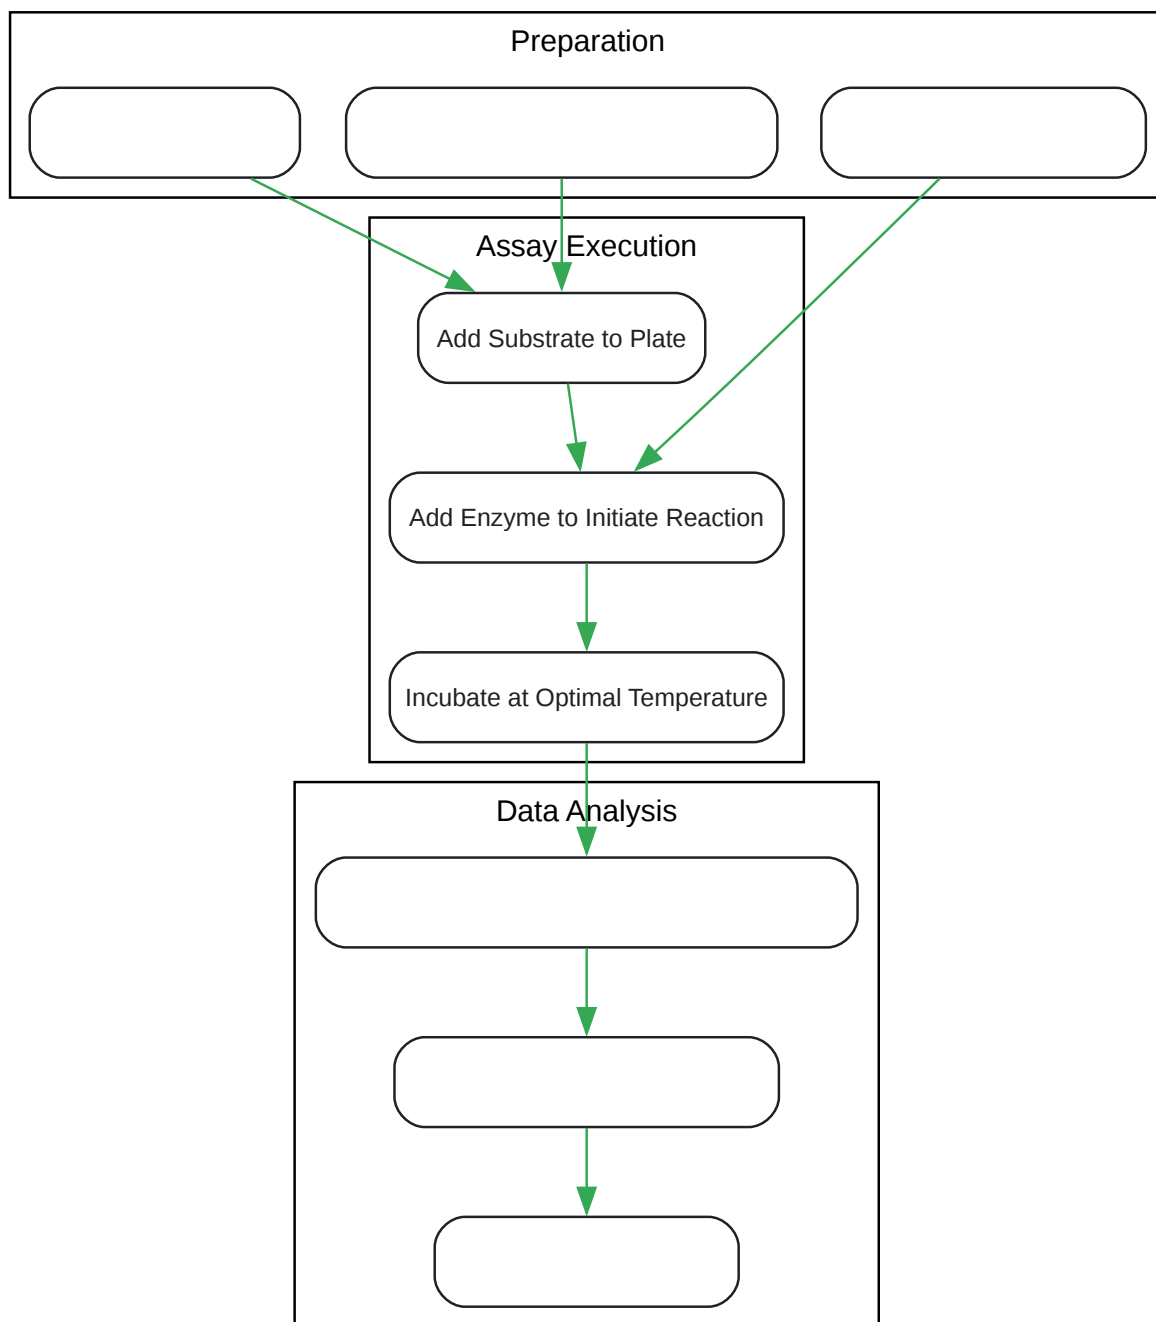 Preparation
Assay Execution
Add Substrate to Plate
Add Enzyme to Initiate Reaction
Incubate at Optimal Temperature
Data Analysis